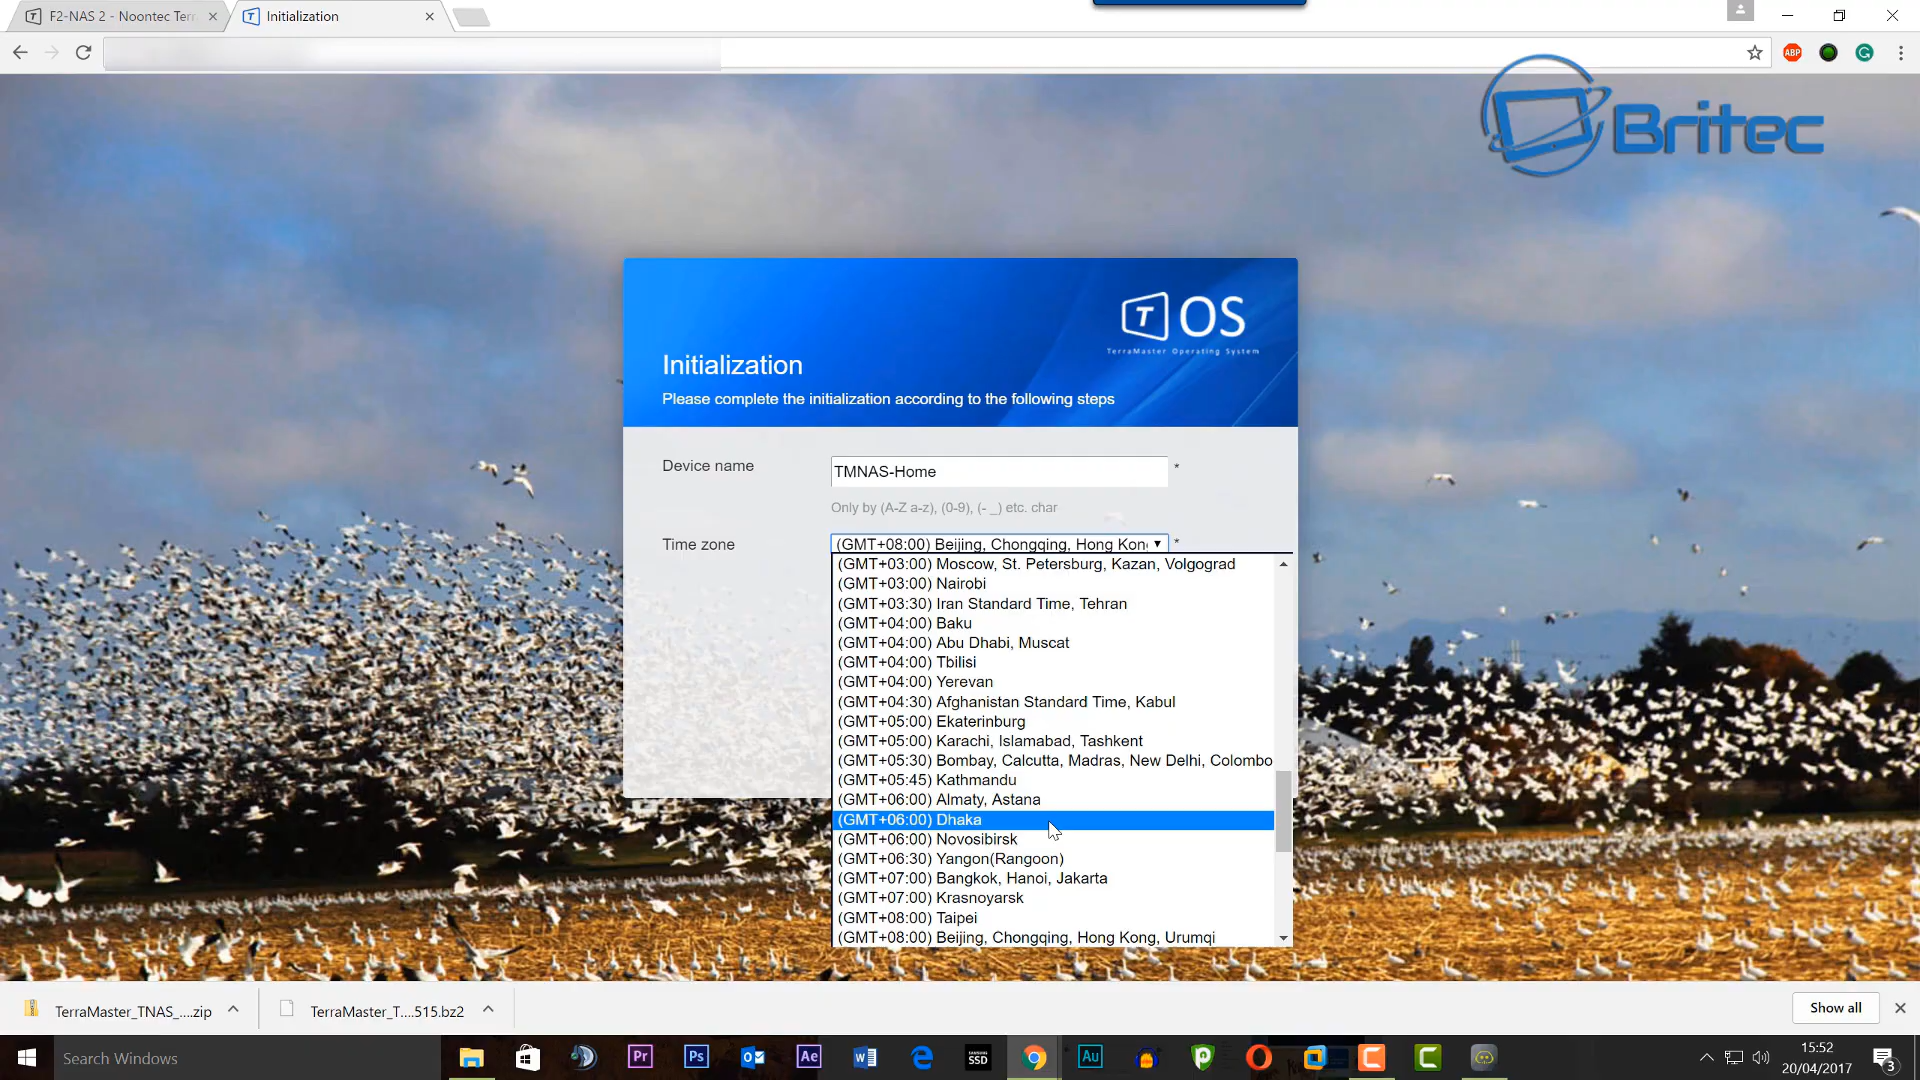 F2-NAS 2 - Noontec Ter
Initialization
ABP
Britec
T OS
TerraMaster Operating System
Initialization
Please complete the initialization according to the following steps
Device name
TMNAS-Home
*
Only by (A-Z a-z), (0-9), (- _) etc. char
Time zone
(GMT+08:00) Beijing, Chongqing, Hong Kon
*
(GMT+03:00) Moscow, St. Petersburg, Kazan, Volgograd
(GMT+03:00) Nairobi
(GMT+03:30) Iran Standard Time, Tehran
(GMT+04:00) Baku
(GMT+04:00) Abu Dhabi, Muscat
(GMT+04:00) Tbilisi
(GMT+04:00) Yerevan
(GMT+04:30) Afghanistan Standard Time, Kabul
(GMT+05:00) Ekaterinburg
(GMT+05:00) Karachi, Islamabad, Tashkent
(GMT+05:30) Bombay, Calcutta, Madras, New Delhi, Colombo
(GMT+05:45) Kathmandu
(GMT+06:00) Almaty, Astana
(GMT+06:00) Dhaka
(GMT+06:00) Novosibirsk
(GMT+06:30) Yangon(Rangoon)
(GMT+07:00) Bangkok, Hanoi, Jakarta
(GMT+07:00) Krasnoyarsk
(GMT+08:00) Taipei
(GMT+08:00) Beijing, Chongqing, Hong Kong, Urumqi
TerraMaster_TNAS_....zip
TerraMaster_T....515.bz2
Show all
Search Windows
Pr
Ps
Ae
SSD
Au
15:52
20/04/2017
3